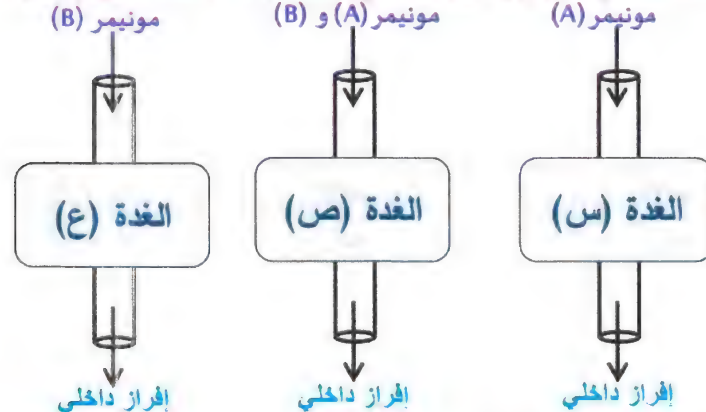 مونيمر (A)
مونيمر (A) و (B)
مونيمر (B)
الغدة (س)
الغدة (ص)
الغدة (ع)
إفراز داخلي
إفراز داخلي
إفراز داخلي